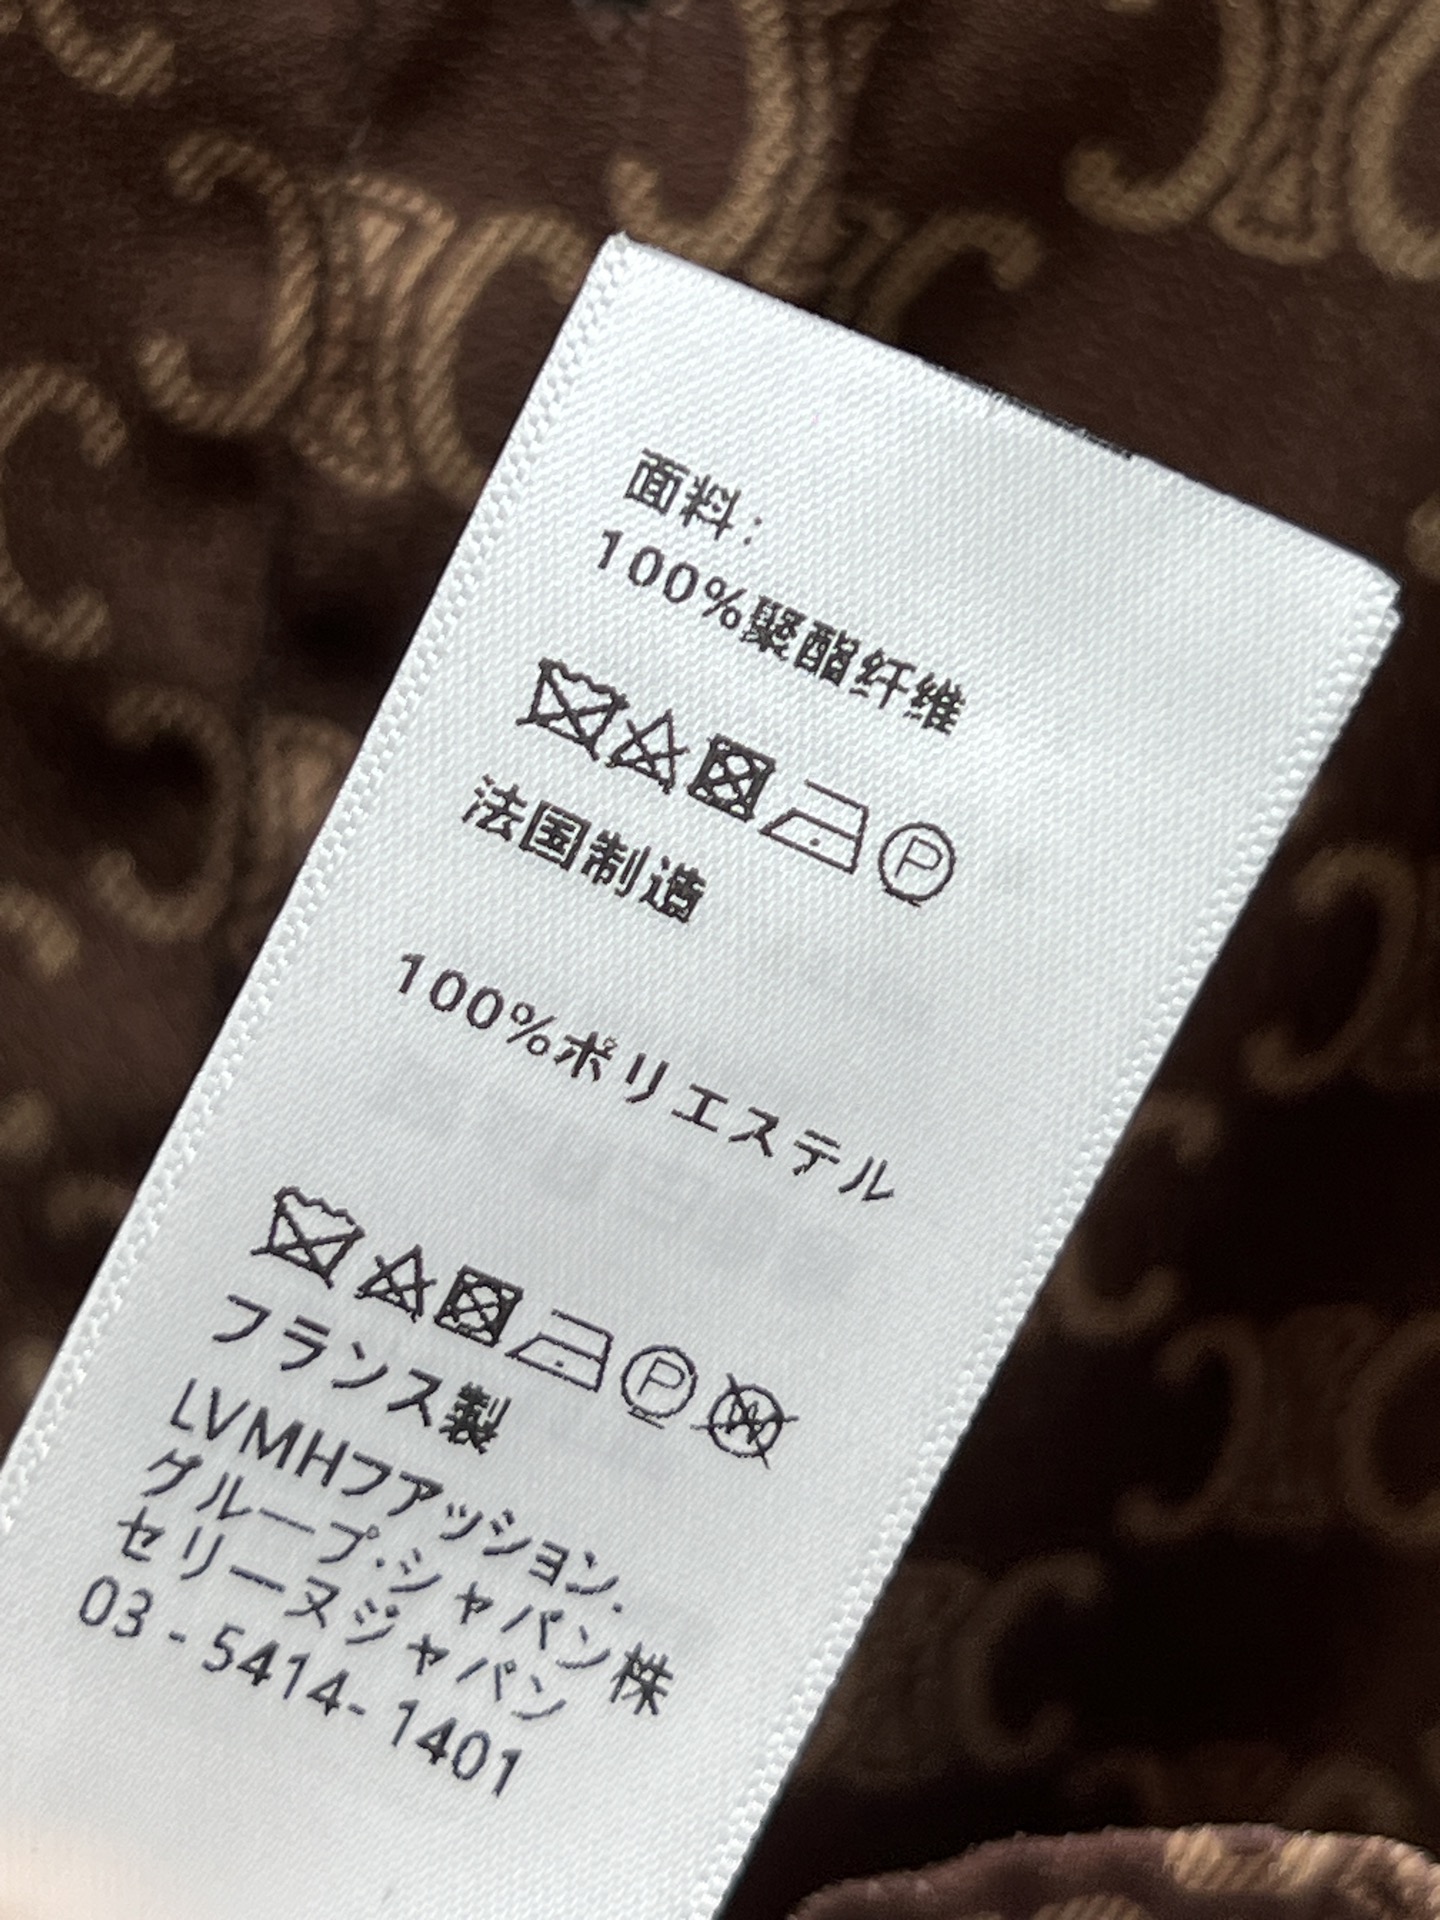 面料：
100%聚酯纤维
P
法国制造
100%ポリエステル
P W
フランス製
LVMHファッション.
グループ.ジャパン株
セリーヌジャパン
03-5414-1401